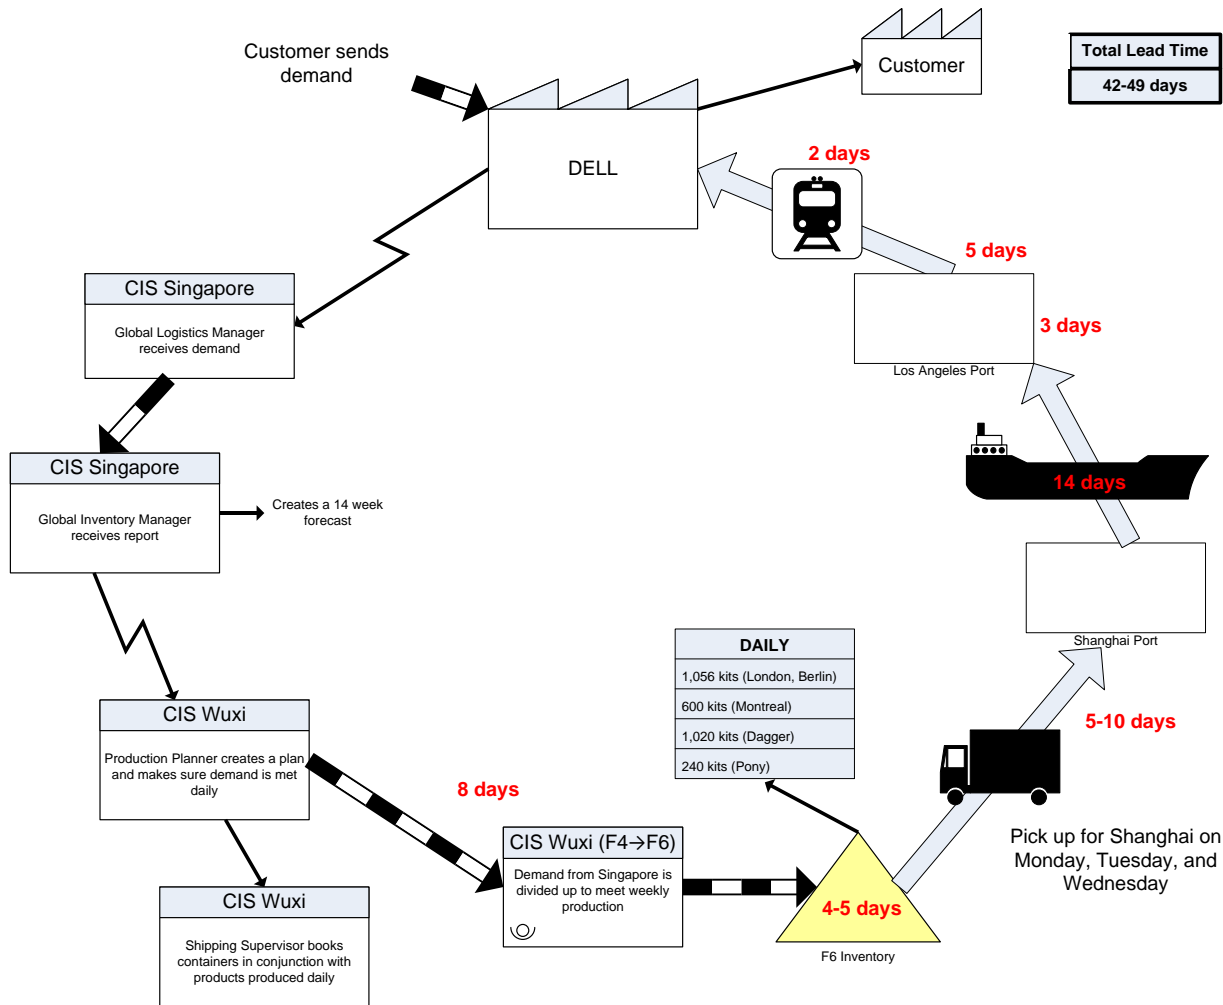 Customer sends
demand
Customer
Total Lead Time
42-49 days
DELL
2 days
5 days
CIS Singapore
Global Logistics Manager
receives demand
3 days
Los Angeles Port
CIS Singapore
Global Inventory Manager
receives report
Creates a 14 week
forecast
14 days
Shanghai Port
DAILY
1,056 kits (London, Berlin)
600 kits (Montreal)
1,020 kits (Dagger)
240 kits (Pony)
5-10 days
CIS Wuxi
Production Planner creates a plan
and makes sure demand is met
daily
8 days
CIS Wuxi (F4→F6)
Demand from Singapore is
divided up to meet weekly
production
Pick up for Shanghai on
Monday, Tuesday, and
Wednesday
4-5 days
F6 Inventory
CIS Wuxi
Shipping Supervisor books
containers in conjunction with
products produced daily